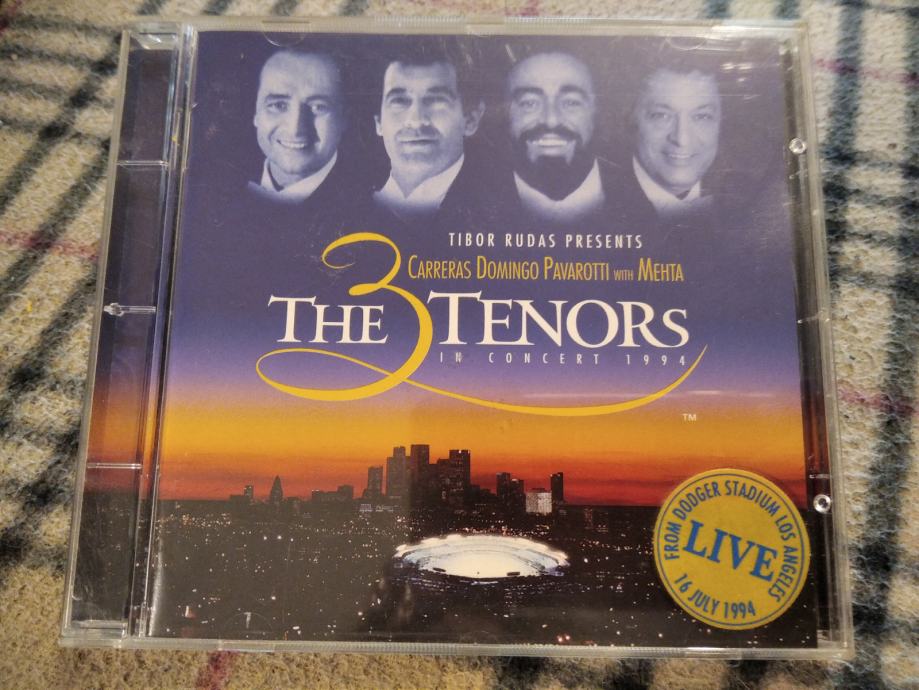 TIBOR RUDAS PRESENTS
CARRERAS DOMINGO PAVAROTTI WITH MEHTA
THE 3 TENORS
IN CONCERT 1994
TM
FROM DODGER STADIUM LOS ANGELES
LIVE
16 JULY 1994